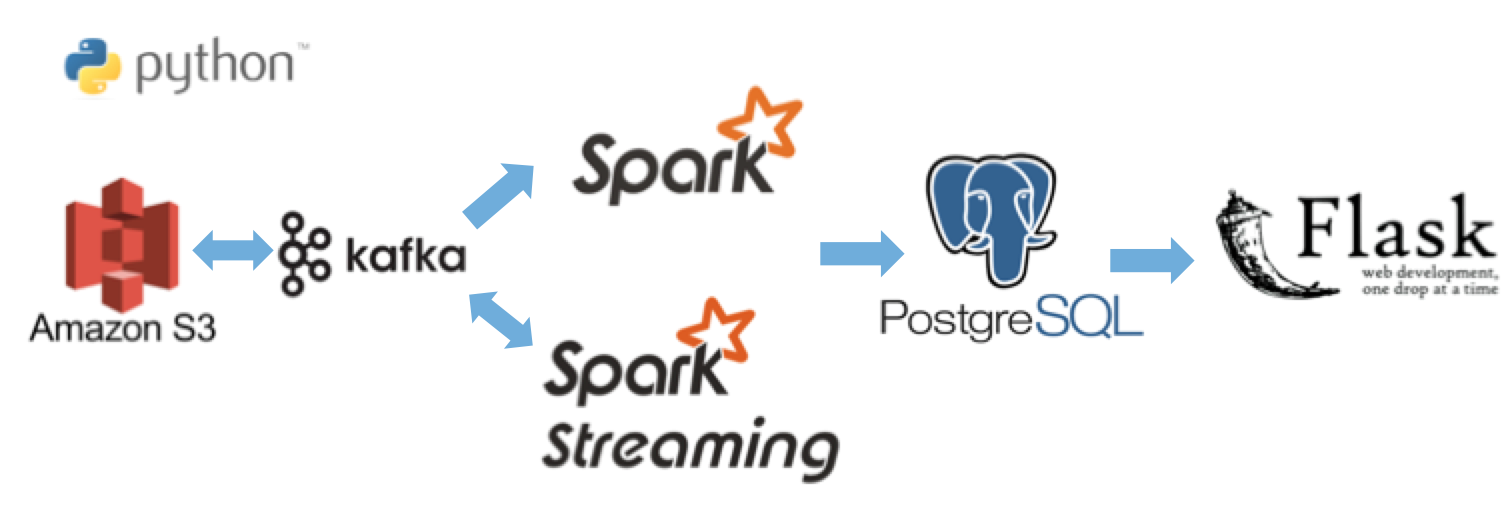 python™
Spark
Amazon S3
kafka
PostgreSQL
Flask
web development,
one drop at a time
Spark
Streaming